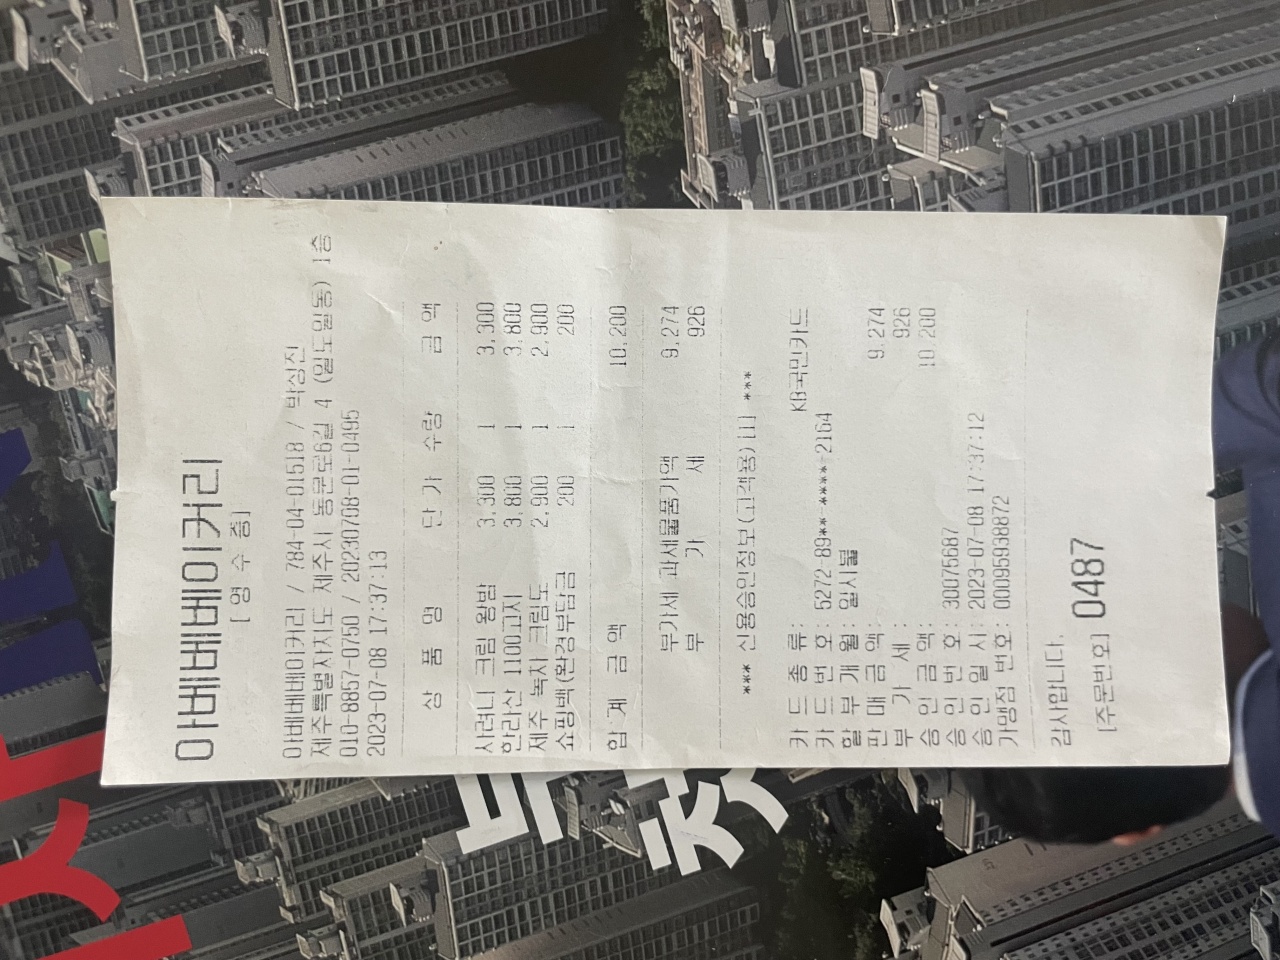 아베베베이커리
[영 수 증]
아베베베이커리 / 784-04-01518 / 박상진
제주특별자치도 제주시 동문로6길 4 (일도일동) 1층
010-8857-0750 / 20230708-01-0495
2023-07-08 17:37:13
상 품 명 단 가 수량 금 액
사려니 크림 왕밤 3,300 1 3,300
한라산 1100고지 3,800 1 3,800
제주 녹차 크림도 2,900 1 2,900
쇼핑백(환경부담금 200 1 200
합 계 금 액 10,200
부가세 과세물품가액 9,274
부 가 세 926
*** 신용승인정보(고객용)[1] ***
카 드 종 류: KB국민카드
카 드 번 호: 5272-89**-****-2164
할 부 개 월: 일시불
판 매 금 액: 9,274
부 가 세: 926
승 인 금 액: 10,200
승 인 번 호: 30075687
승 인 일 시: 2023-07-08 17:37:12
가맹점 번호: 00095938872
감사합니다.
[주문번호] 0487